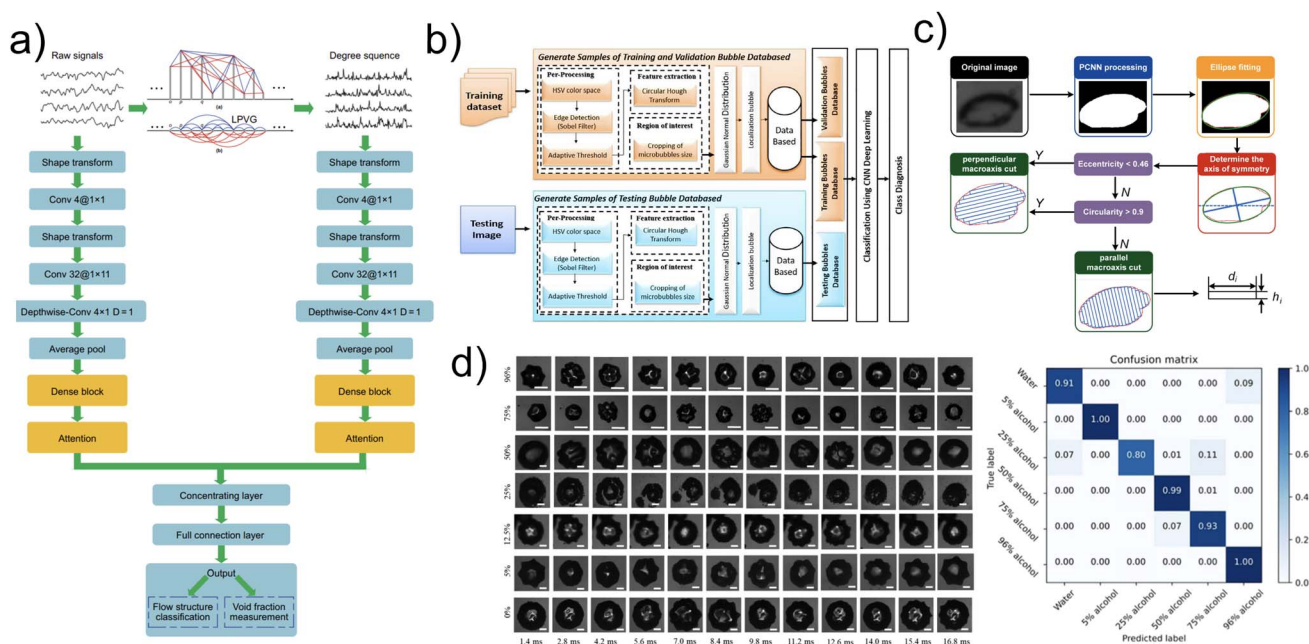 a)
Raw signals
Degree squence
(a)
LPVG
(b)
Shape transform
Conv 4@1×1
Shape transform
Conv 32@1×11
Depthwise-Conv 4×1 D = 1
Average pool
Dense block
Attention
Shape transform
Conv 4@1×1
Shape transform
Conv 32@1×11
Depthwise-Conv 4×1 D = 1
Average pool
Dense block
Attention
Concentrating layer
Full connection layer
Output
Flow structure
classification
Void fraction
measurement
b)
Training
dataset
Generate Samples of Training and Validation Bubble Databased
Per-Processing
HSV color space
Edge Detection
(Sobel Filter)
Adaptive Threshold
Feature extraction
Circular Hough
Transform
Region of interest
Cropping of
microbubbles size
Gaussian Normal Distribution
Localization bubble
Data
Based
Validation Bubbles
Database
Training Bubbles
Database
Testing
Image
Generate Samples of Testing Bubble Databased
Per-Processing
HSV color space
Edge Detection
(Sobel Filter)
Adaptive Threshold
Feature extraction
Circular Hough
Transform
Region of interest
Cropping of
microbubbles size
Gaussian Normal Distribution
Localization bubble
Data
Based
Testing Bubbles
Database
Classification Using CNN Deep Learning
Class Diagnosis
c)
Original image
PCNN processing
Ellipse fitting
perpendicular
macroaxis cut
Y
Eccentricity < 0.46
Determine the
axis of symmetry
N
Y
Circularity > 0.9
N
parallel
macroaxis cut
di
hi
d)
96%
75%
50%
25%
12.5%
5%
0%
1.4 ms 2.8 ms 4.2 ms 5.6 ms 7.0 ms 8.4 ms 9.8 ms 11.2 ms 12.6 ms 14.0 ms 15.4 ms 16.8 ms
Confusion matrix
True label
Water 0.91 0.00 0.00 0.00 0.00 0.09
5% alcohol 0.00 1.00 0.00 0.00 0.00 0.00
25% alcohol 0.07 0.00 0.80 0.01 0.11 0.00
50% alcohol 0.00 0.00 0.00 0.99 0.01 0.00
75% alcohol 0.00 0.00 0.00 0.07 0.93 0.00
96% alcohol 0.00 0.00 0.00 0.00 0.00 1.00
Water 5% alcohol 25% alcohol 50% alcohol 75% alcohol 96% alcohol
Predicted label
1.0
0.8
0.6
0.4
0.2
0.0